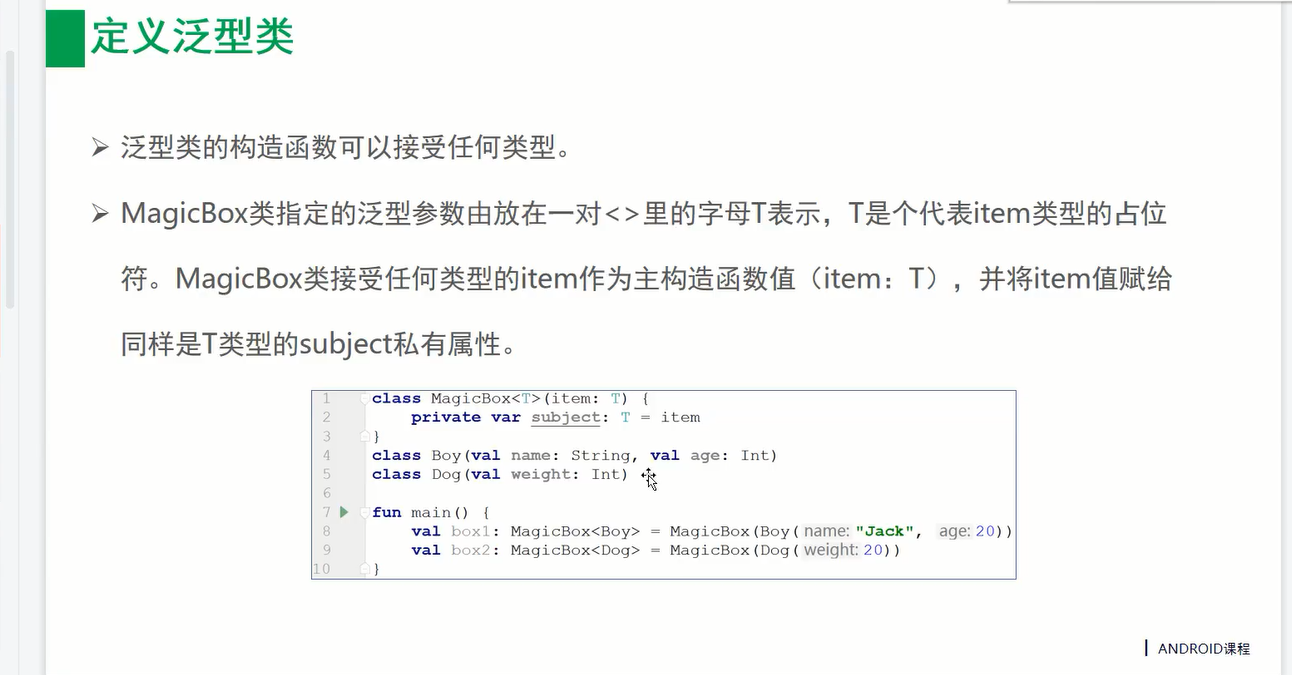 定义泛型类
➢ 泛型类的构造函数可以接受任何类型。
➢ MagicBox类指定的泛型参数由放在一对<>里的字母T表示，T是个代表item类型的占位
符。MagicBox类接受任何类型的item作为主构造函数值（item：T），并将item值赋给
同样是T类型的subject私有属性。
1 class MagicBox<T>(item: T) {
2     private var subject: T = item
3 }
4 class Boy(val name: String, val age: Int)
5 class Dog(val weight: Int)
6
7 fun main() {
8     val box1: MagicBox<Boy> = MagicBox(Boy( name: "Jack", age: 20))
9     val box2: MagicBox<Dog> = MagicBox(Dog( weight: 20))
10 }
ANDROID课程